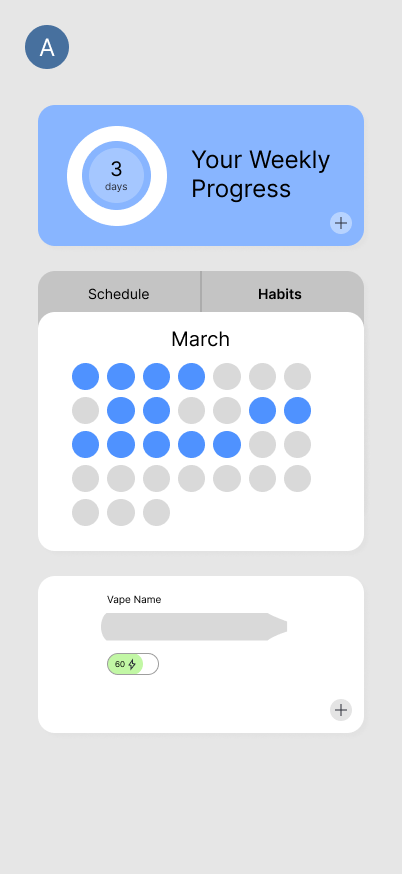 A
3
days
Your Weekly
Progress
Schedule
Habits
March
Vape Name
60